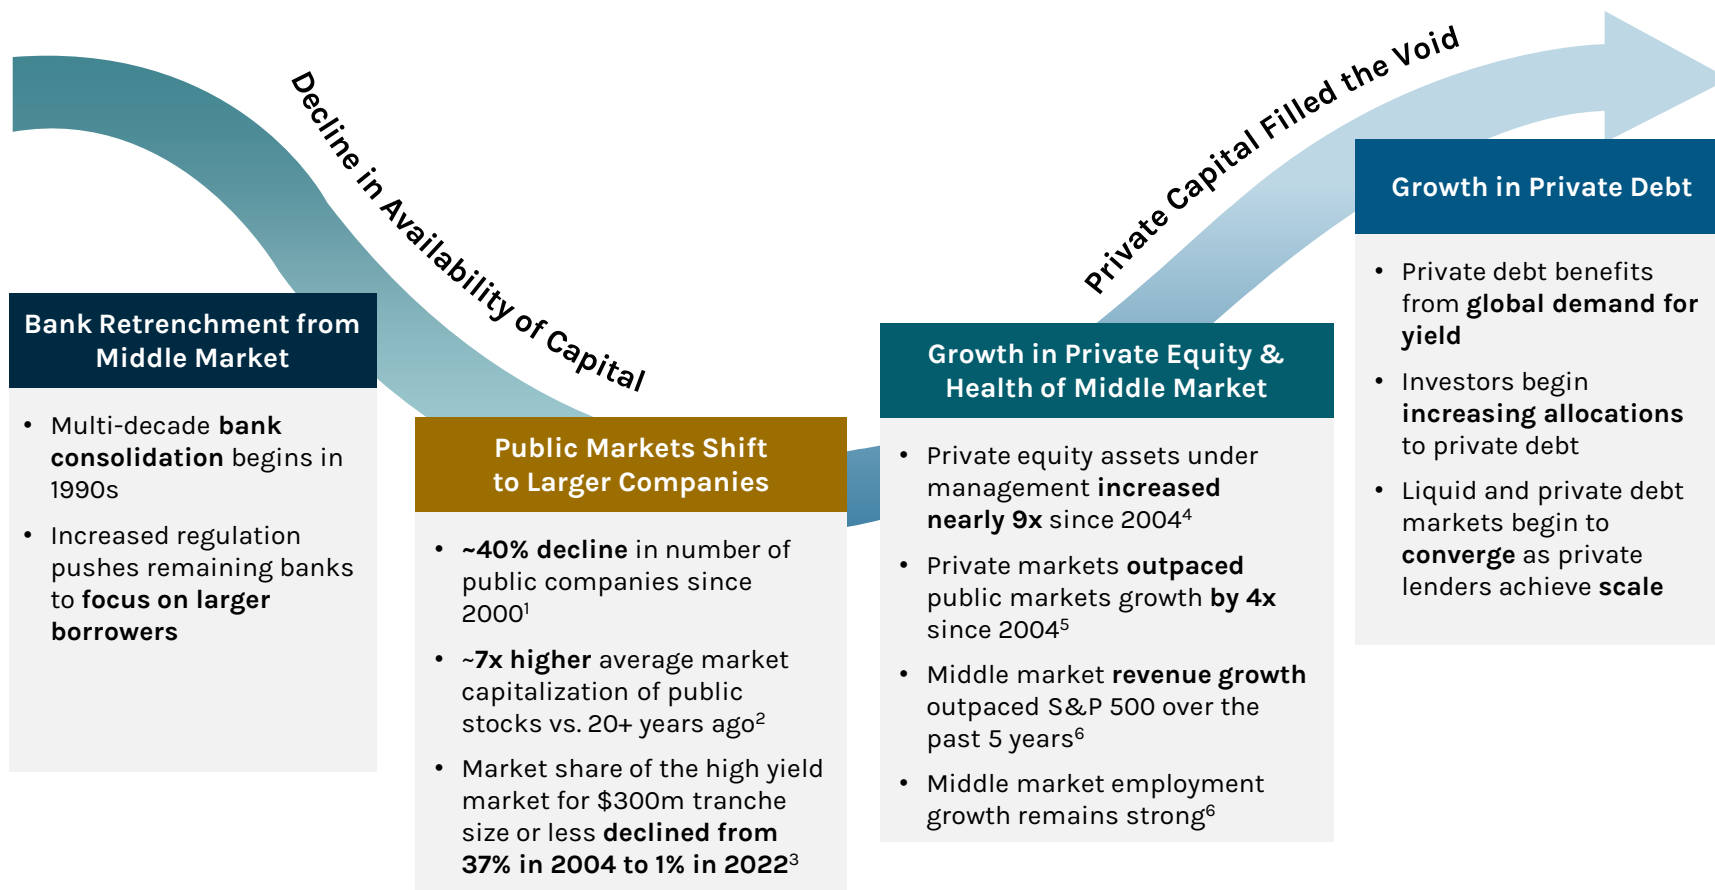 Decline in Availability of Capital
Private Capital Filled the Void
Bank Retrenchment from
Middle Market
• Multi-decade bank
consolidation begins in
1990s
• Increased regulation
pushes remaining banks
to focus on larger
borrowers
Public Markets Shift
to Larger Companies
• ~40% decline in number of
public companies since
2000¹
• ~7x higher average market
capitalization of public
stocks vs. 20+ years ago²
• Market share of the high yield
market for $300m tranche
size or less declined from
37% in 2004 to 1% in 2022³
Growth in Private Equity &
Health of Middle Market
• Private equity assets under
management increased
nearly 9x since 2004⁴
• Private markets outpaced
public markets growth by 4x
since 2004⁵
• Middle market revenue growth
outpaced S&P 500 over the
past 5 years⁶
• Middle market employment
growth remains strong⁶
Growth in Private Debt
• Private debt benefits
from global demand for
yield
• Investors begin
increasing allocations
to private debt
• Liquid and private debt
markets begin to
converge as private
lenders achieve scale